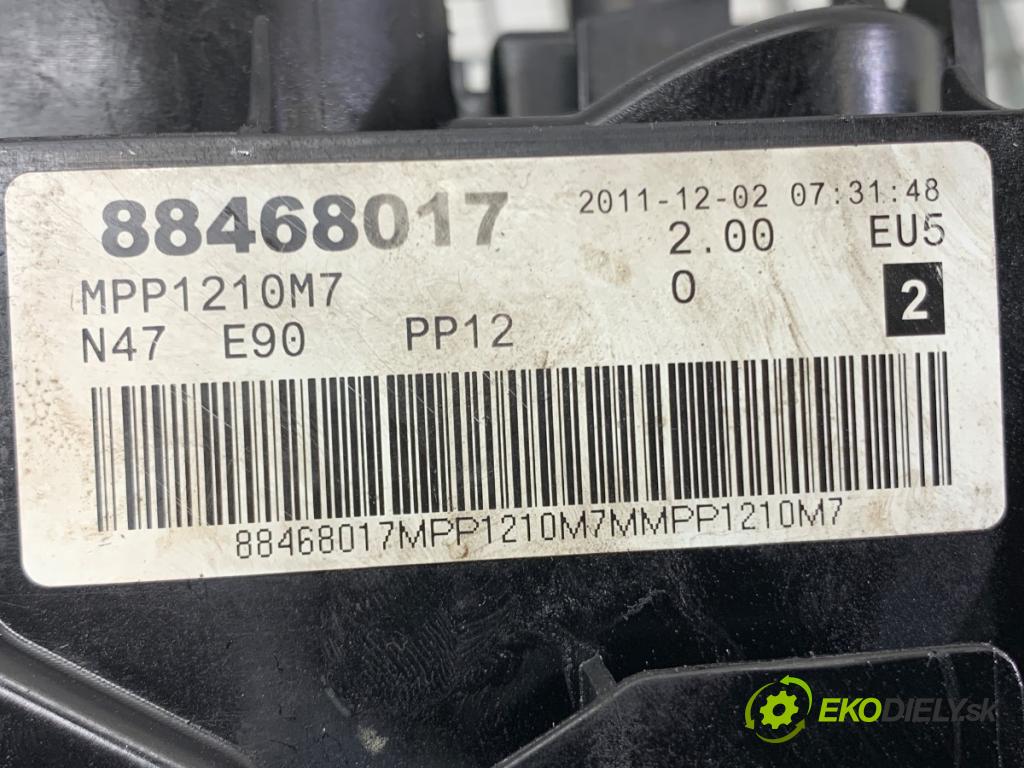 88468017 2011-12-02 07:31:48
MPP1210M7 2.00 EU5
N47 E90 PP12 0 2
88468017MPP1210M7MMPP1210M7
EKODIELY.sk